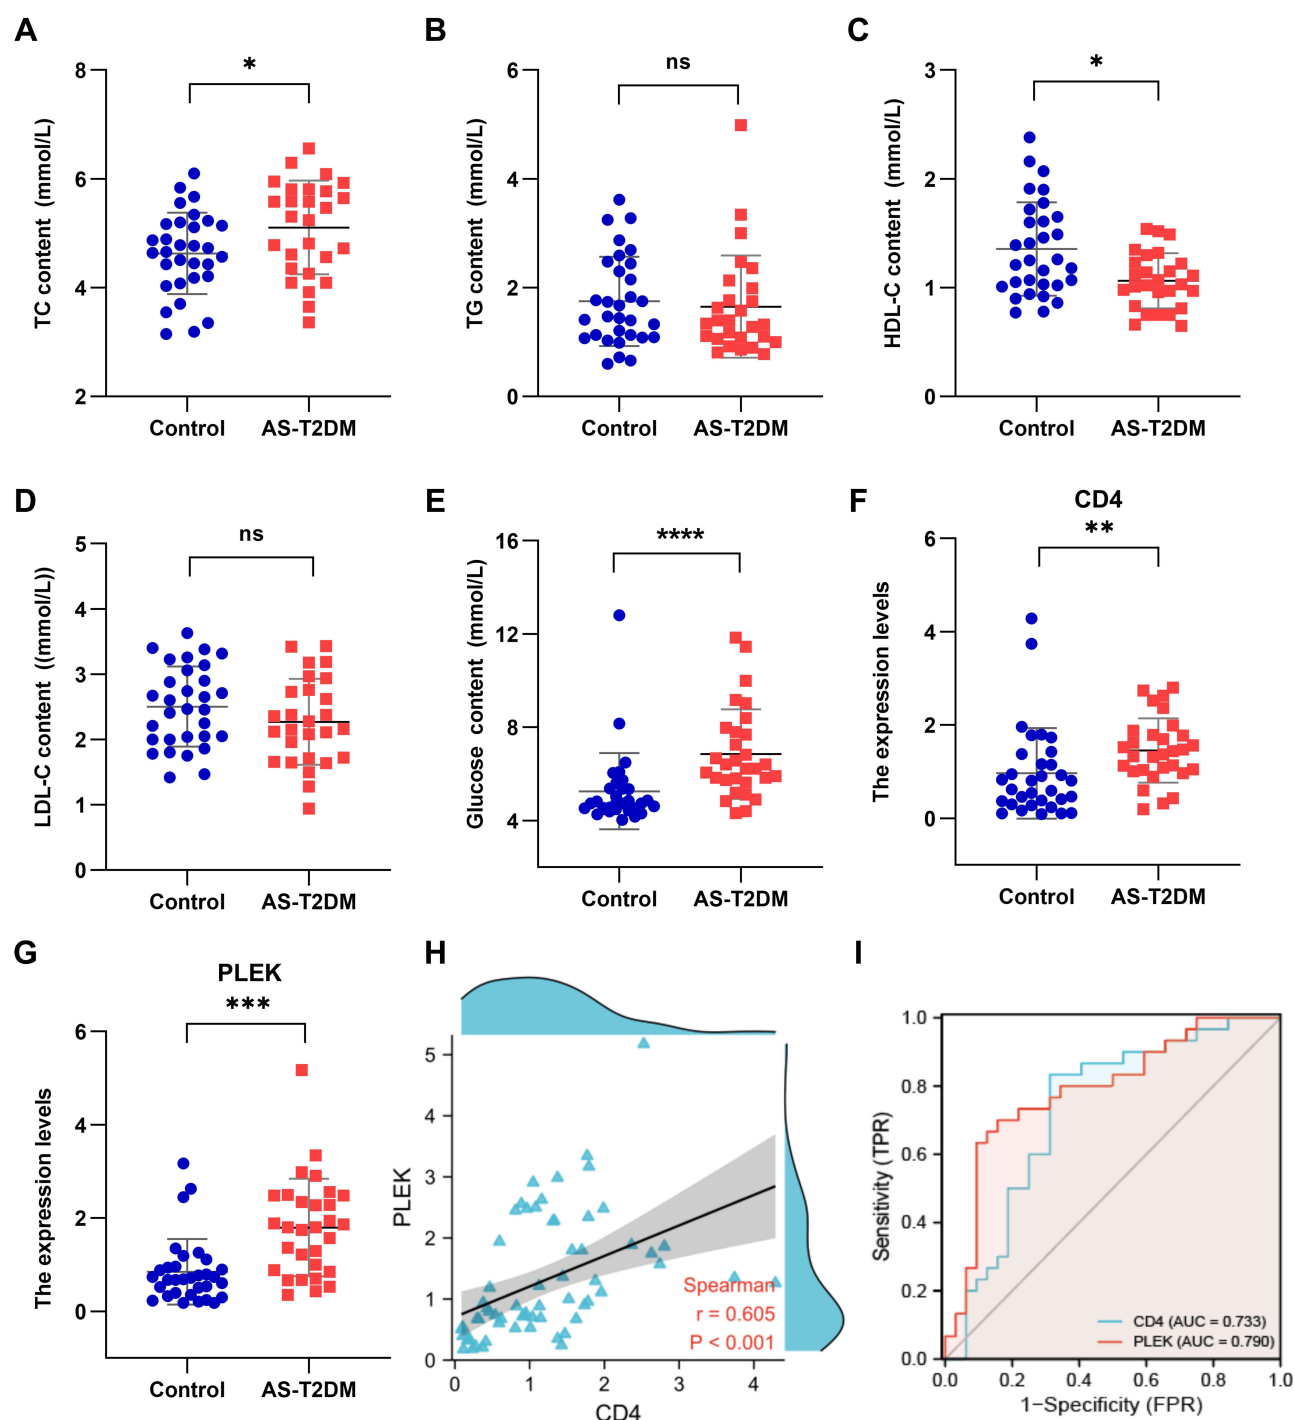 A
TC content (mmol/L)
*
8
6
4
2
Control AS-T2DM
B
TG content (mmol/L)
ns
6
4
2
0
Control AS-T2DM
C
HDL-C content (mmol/L)
*
3
2
1
0
Control AS-T2DM
D
LDL-C content ((mmol/L))
ns
5
4
3
2
1
0
Control AS-T2DM
E
Glucose content (mmol/L)
****
16
12
8
4
Control AS-T2DM
F
CD4
**
The expression levels
6
4
2
0
Control AS-T2DM
G
PLEK
***
The expression levels
6
4
2
0
Control AS-T2DM
H
PLEK
5
4
3
2
1
0
Spearman
r = 0.605
P < 0.001
0 1 2 3 4
CD4
I
Sensitivity (TPR)
1.0
0.8
0.6
0.4
0.2
0.0
CD4 (AUC = 0.733)
PLEK (AUC = 0.790)
0.0 0.2 0.4 0.6 0.8 1.0
1−Specificity (FPR)